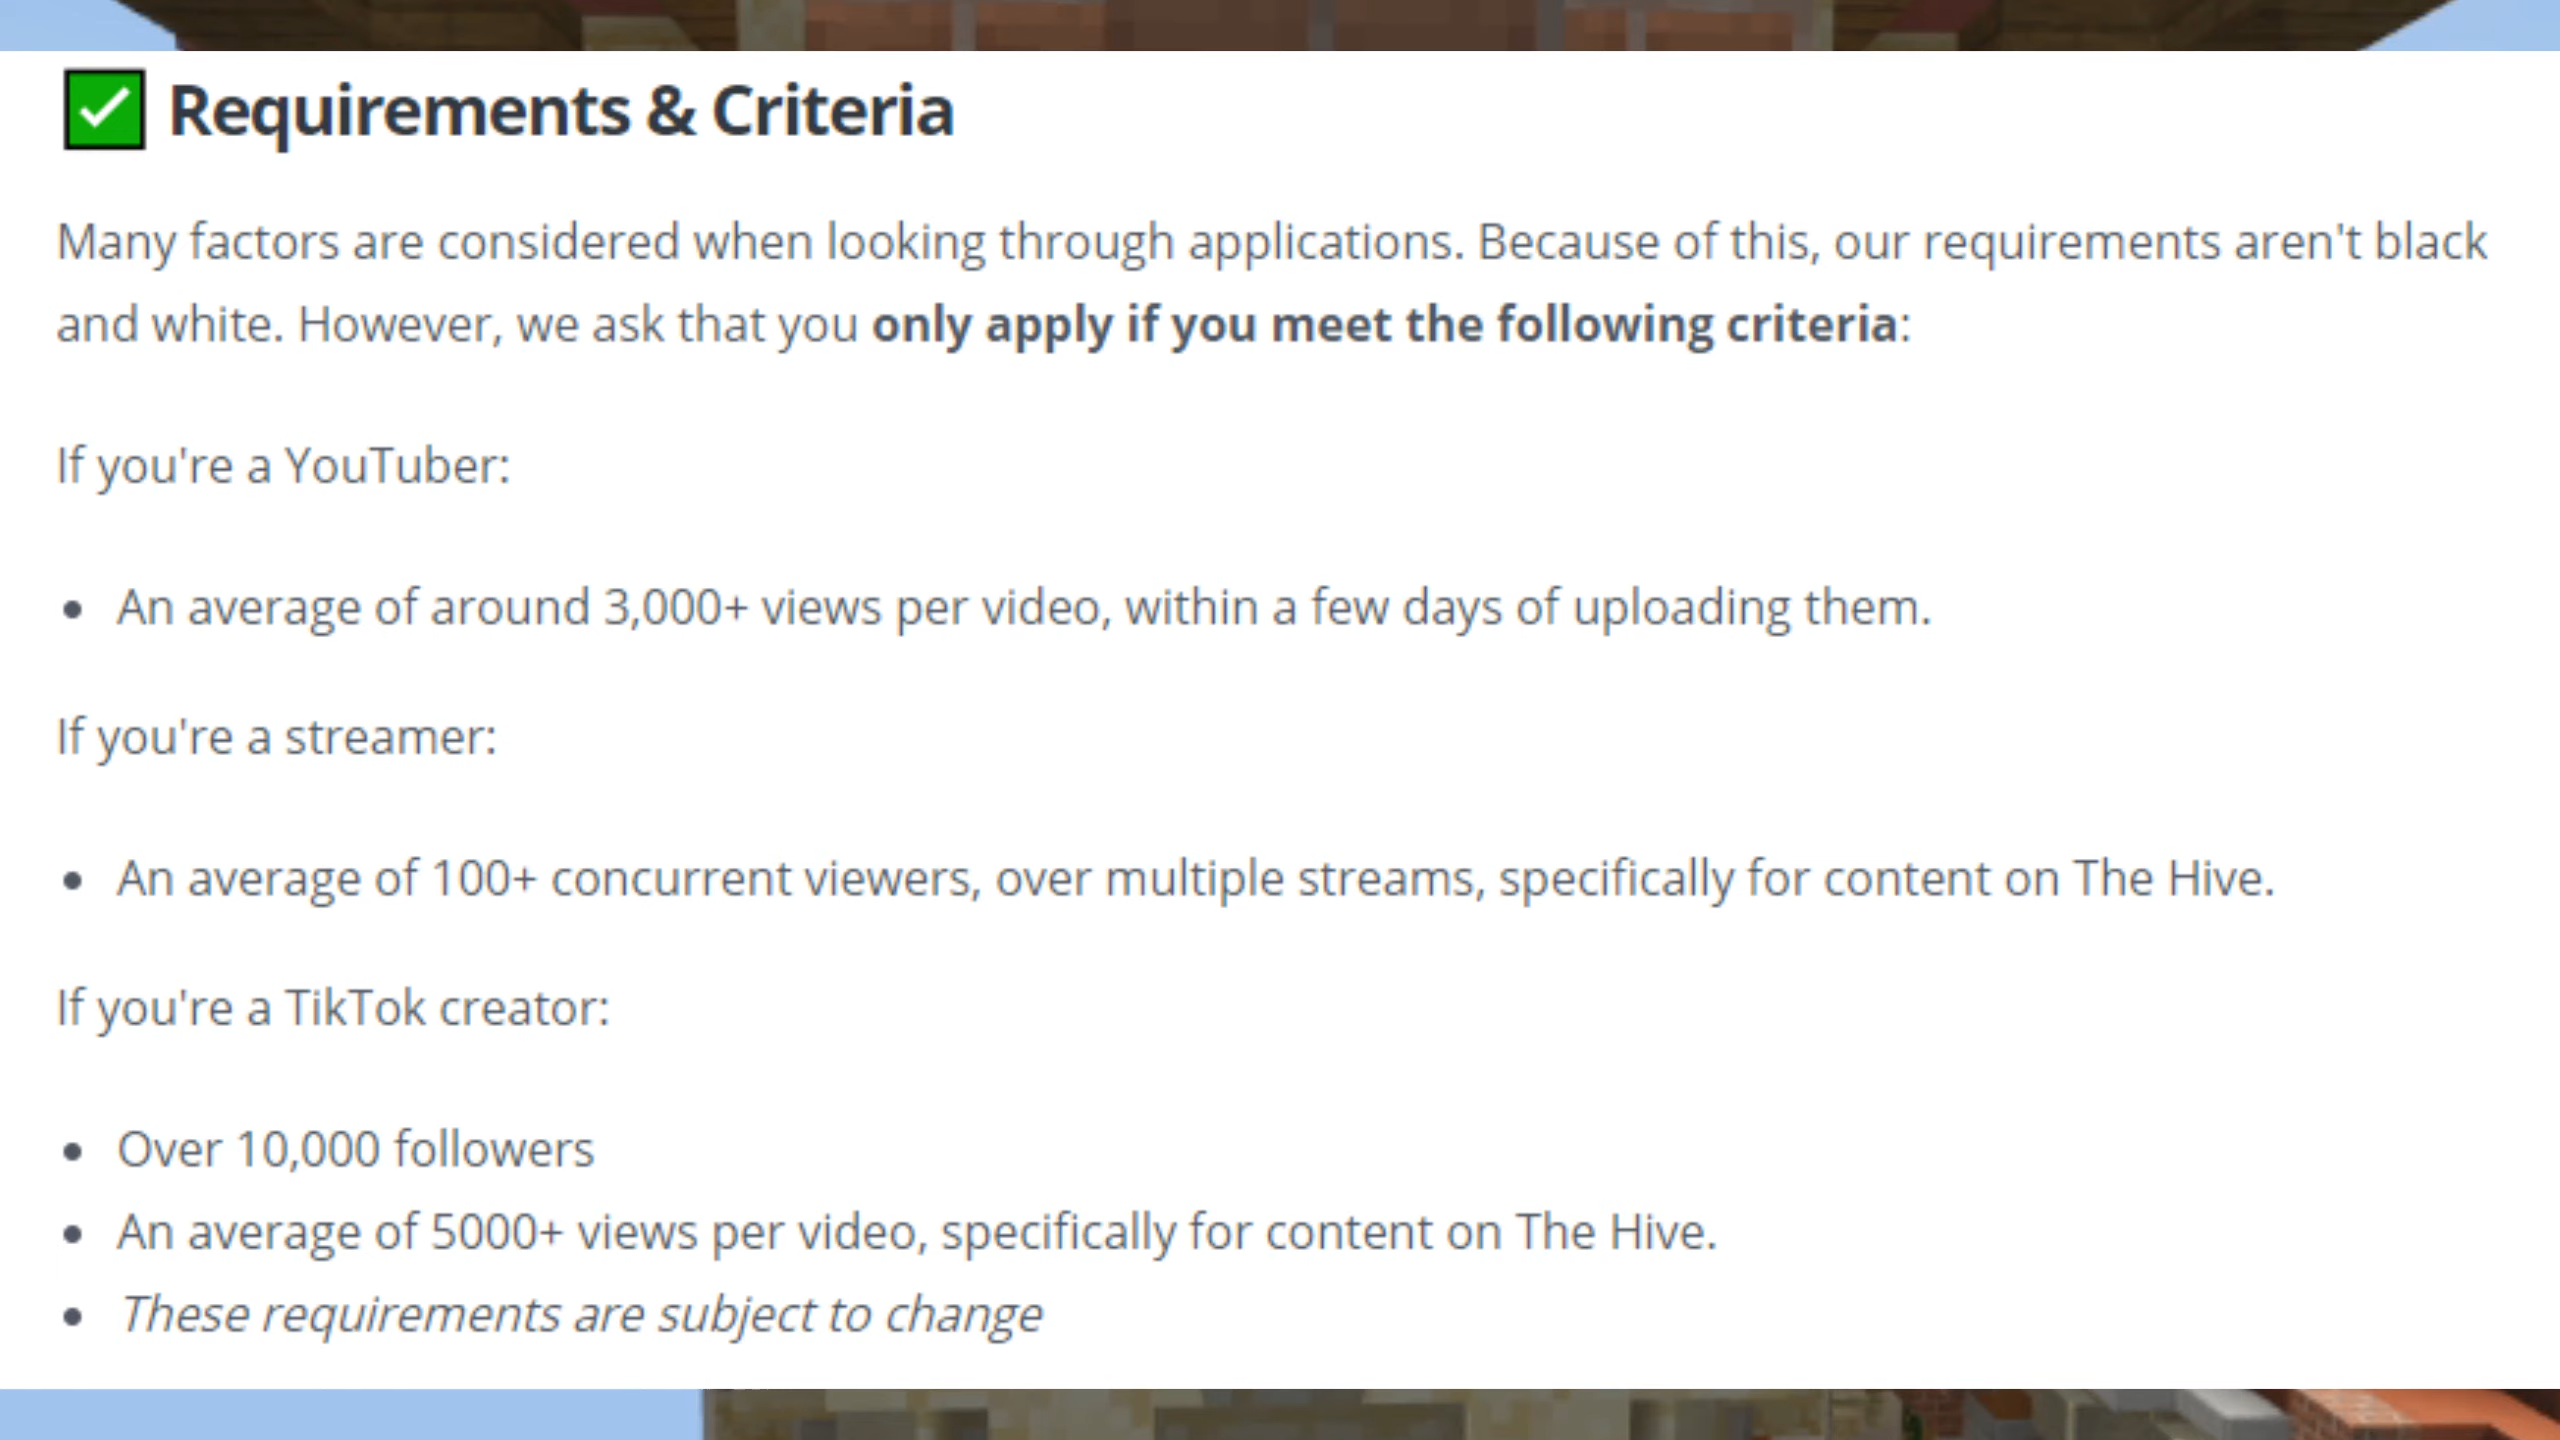 ✅ Requirements & Criteria
Many factors are considered when looking through applications. Because of this, our requirements aren't black
and white. However, we ask that you only apply if you meet the following criteria:
If you're a YouTuber:
• An average of around 3,000+ views per video, within a few days of uploading them.
If you're a streamer:
• An average of 100+ concurrent viewers, over multiple streams, specifically for content on The Hive.
If you're a TikTok creator:
• Over 10,000 followers
• An average of 5000+ views per video, specifically for content on The Hive.
• These requirements are subject to change